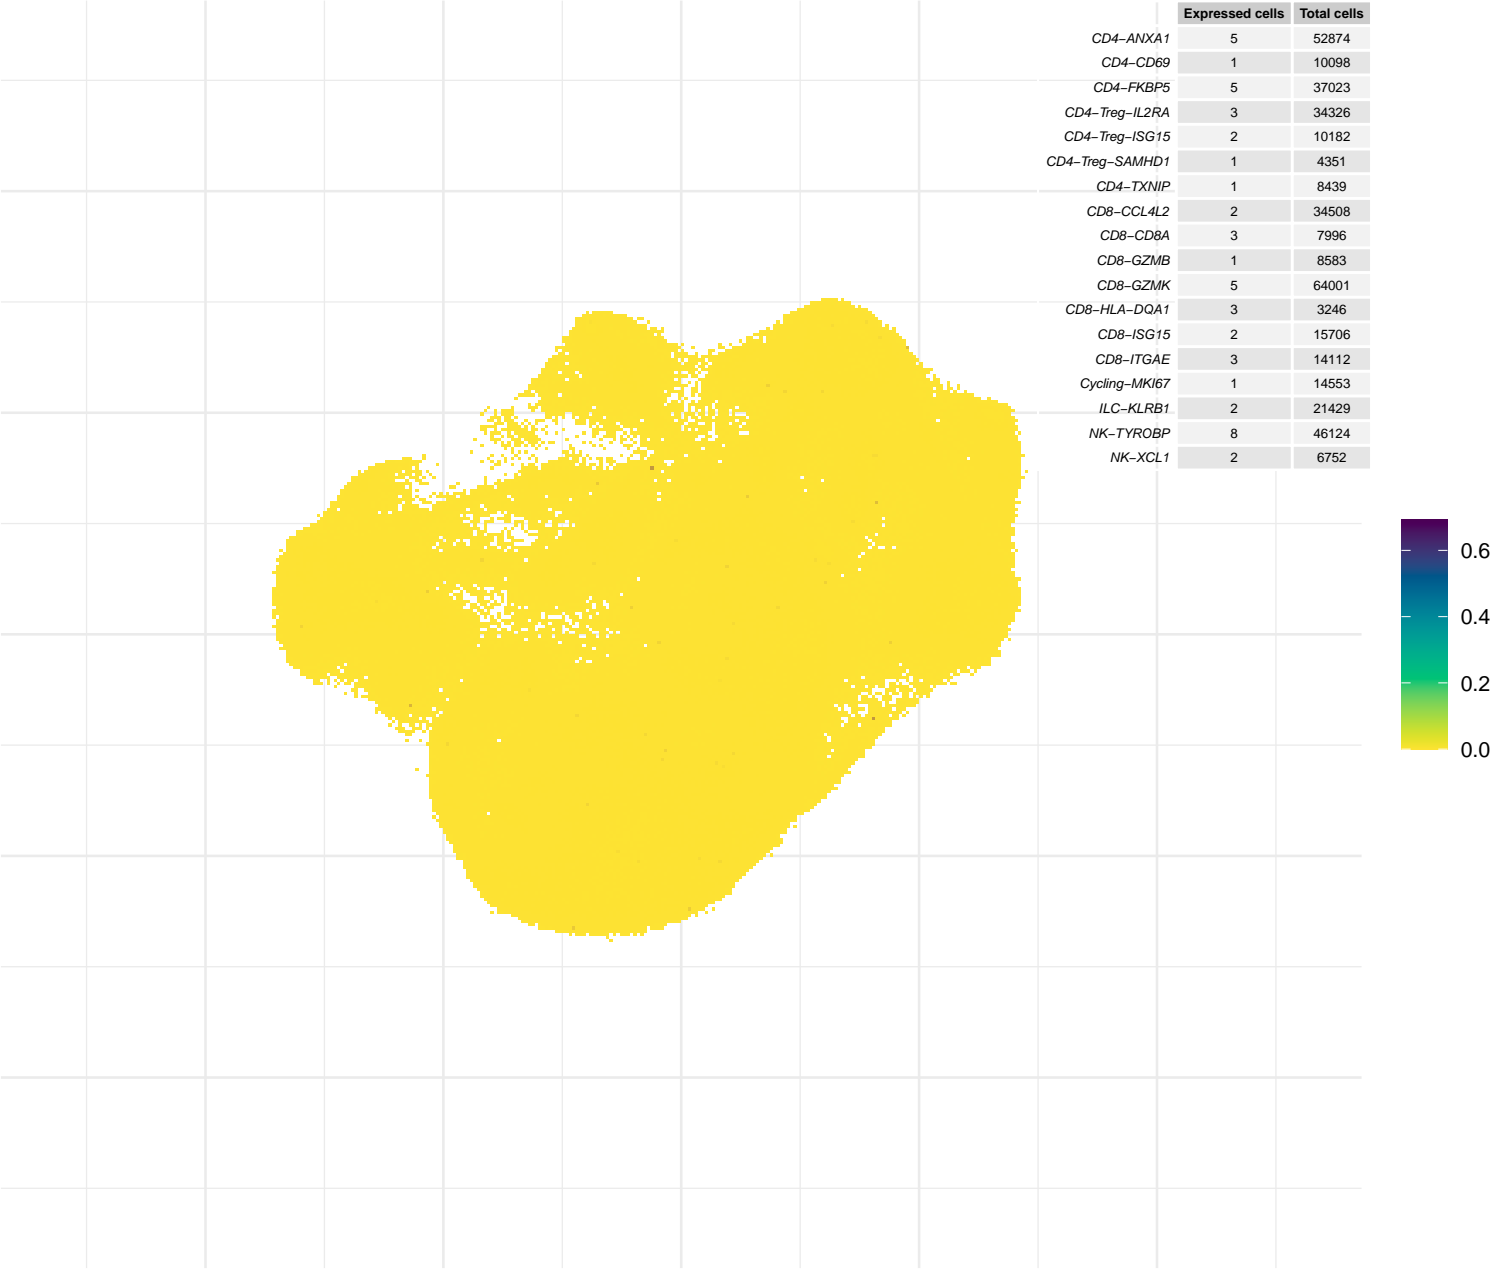 Expressed cells Total cells
CD4−ANXA1 5 52874
CD4−CD69 1 10098
CD4−FKBP5 5 37023
CD4−Treg−IL2RA 3 34326
CD4−Treg−ISG15 2 10182
CD4−Treg−SAMHD1 1 4351
CD4−TXNIP 1 8439
CD8−CCL4L2 2 34508
CD8−CD8A 3 7996
CD8−GZMB 1 8583
CD8−GZMK 5 64001
CD8−HLA−DQA1 3 3246
CD8−ISG15 2 15706
CD8−ITGAE 3 14112
Cycling−MKI67 1 14553
ILC−KLRB1 2 21429
NK−TYROBP 8 46124
NK−XCL1 2 6752
0.6
0.4
0.2
0.0